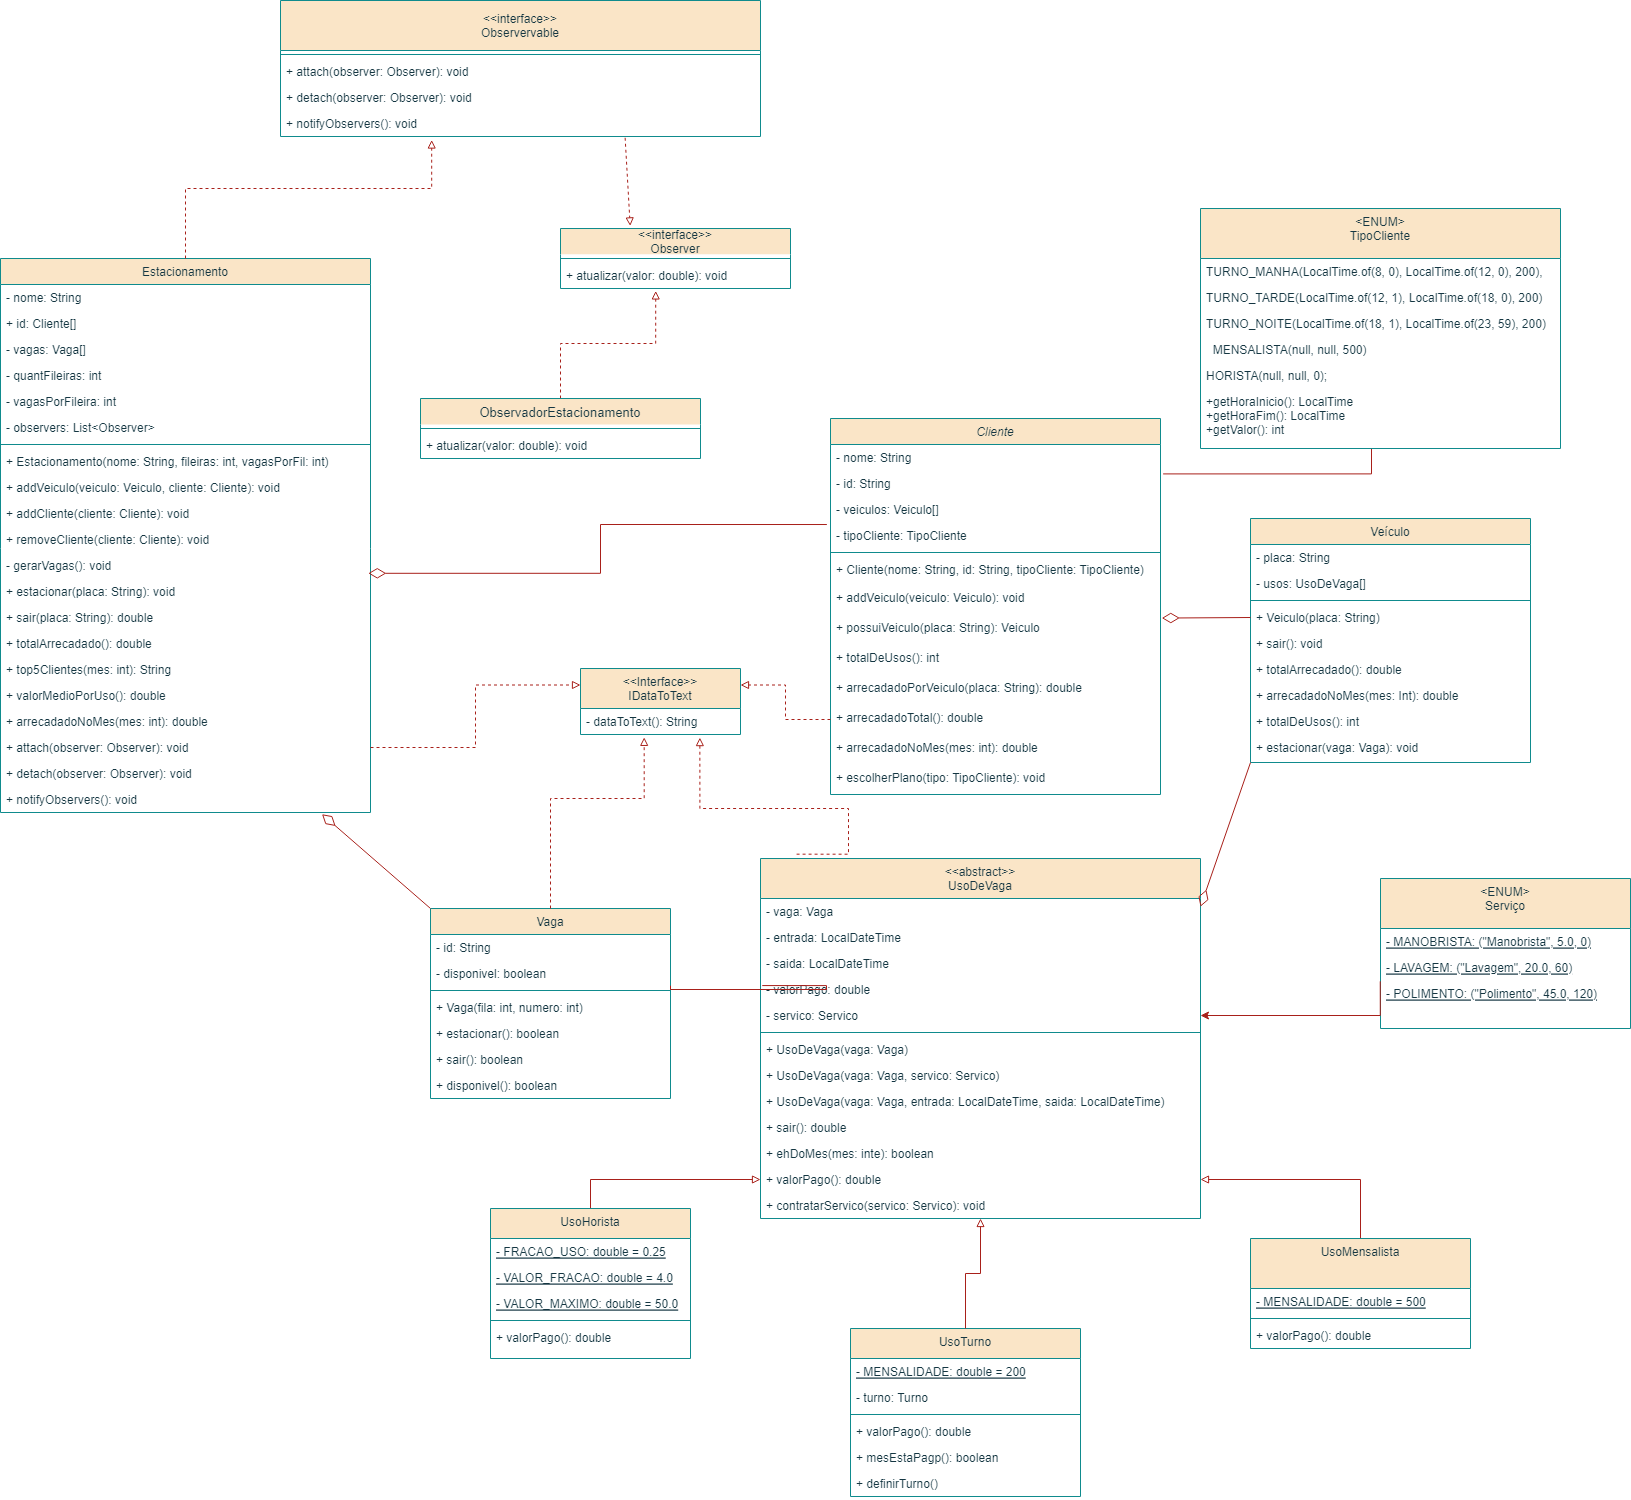 <<interface>>
Observervable
+ attach(observer: Observer): void
+ detach(observer: Observer): void
+ notifyObservers(): void
<<interface>>
Observer
+ atualizar(valor: double): void
<ENUM>
TipoCliente
TURNO_MANHA(LocalTime.of(8, 0), LocalTime.of(12, 0), 200),
TURNO_TARDE(LocalTime.of(12, 1), LocalTime.of(18, 0), 200)
TURNO_NOITE(LocalTime.of(18, 1), LocalTime.of(23, 59), 200)
MENSALISTA(null, null, 500)
HORISTA(null, null, 0);
+getHoraInicio(): LocalTime
+getHoraFim(): LocalTime
+getValor(): int
Estacionamento
- nome: String
+ id: Cliente[]
- vagas: Vaga[]
- quantFileiras: int
- vagasPorFileira: int
- observers: List<Observer>
+ Estacionamento(nome: String, fileiras: int, vagasPorFil: int)
+ addVeiculo(veiculo: Veiculo, cliente: Cliente): void
+ addCliente(cliente: Cliente): void
+ removeCliente(cliente: Cliente): void
- gerarVagas(): void
+ estacionar(placa: String): void
+ sair(placa: String): double
+ totalArrecadado(): double
+ top5Clientes(mes: int): String
+ valorMedioPorUso(): double
+ arrecadadoNoMes(mes: int): double
+ attach(observer: Observer): void
+ detach(observer: Observer): void
+ notifyObservers(): void
ObservadorEstacionamento
+ atualizar(valor: double): void
Cliente
- nome: String
- id: String
- veiculos: Veiculo[]
- tipoCliente: TipoCliente
+ Cliente(nome: String, id: String, tipoCliente: TipoCliente)
+ addVeiculo(veiculo: Veiculo): void
+ possuiVeiculo(placa: String): Veiculo
+ totalDeUsos(): int
+ arrecadadoPorVeiculo(placa: String): double
+ arrecadadoTotal(): double
+ arrecadadoNoMes(mes: int): double
+ escolherPlano(tipo: TipoCliente): void
Veículo
- placa: String
- usos: UsoDeVaga[]
+ Veiculo(placa: String)
+ sair(): void
+ totalArrecadado(): double
+ arrecadadoNoMes(mes: Int): double
+ totalDeUsos(): int
+ estacionar(vaga: Vaga): void
<<Interface>>
IDataToText
- dataToText(): String
Vaga
- id: String
- disponivel: boolean
+ Vaga(fila: int, numero: int)
+ estacionar(): boolean
+ sair(): boolean
+ disponivel(): boolean
<<abstract>>
UsoDeVaga
- vaga: Vaga
- entrada: LocalDateTime
- saida: LocalDateTime
- valorPago: double
- servico: Servico
+ UsoDeVaga(vaga: Vaga)
+ UsoDeVaga(vaga: Vaga, servico: Servico)
+ UsoDeVaga(vaga: Vaga, entrada: LocalDateTime, saida: LocalDateTime)
+ sair(): double
+ ehDoMes(mes: inte): boolean
+ valorPago(): double
+ contratarServico(servico: Servico): void
<ENUM>
Serviço
- MANOBRISTA: ("Manobrista", 5.0, 0)
- LAVAGEM: ("Lavagem", 20.0, 60)
- POLIMENTO: ("Polimento", 45.0, 120)
UsoHorista
- FRACAO_USO: double = 0.25
- VALOR_FRACAO: double = 4.0
- VALOR_MAXIMO: double = 50.0
+ valorPago(): double
UsoTurno
- MENSALIDADE: double = 200
- turno: Turno
+ valorPago(): double
+ mesEstaPagp(): boolean
+ definirTurno()
UsoMensalista
- MENSALIDADE: double = 500
+ valorPago(): double